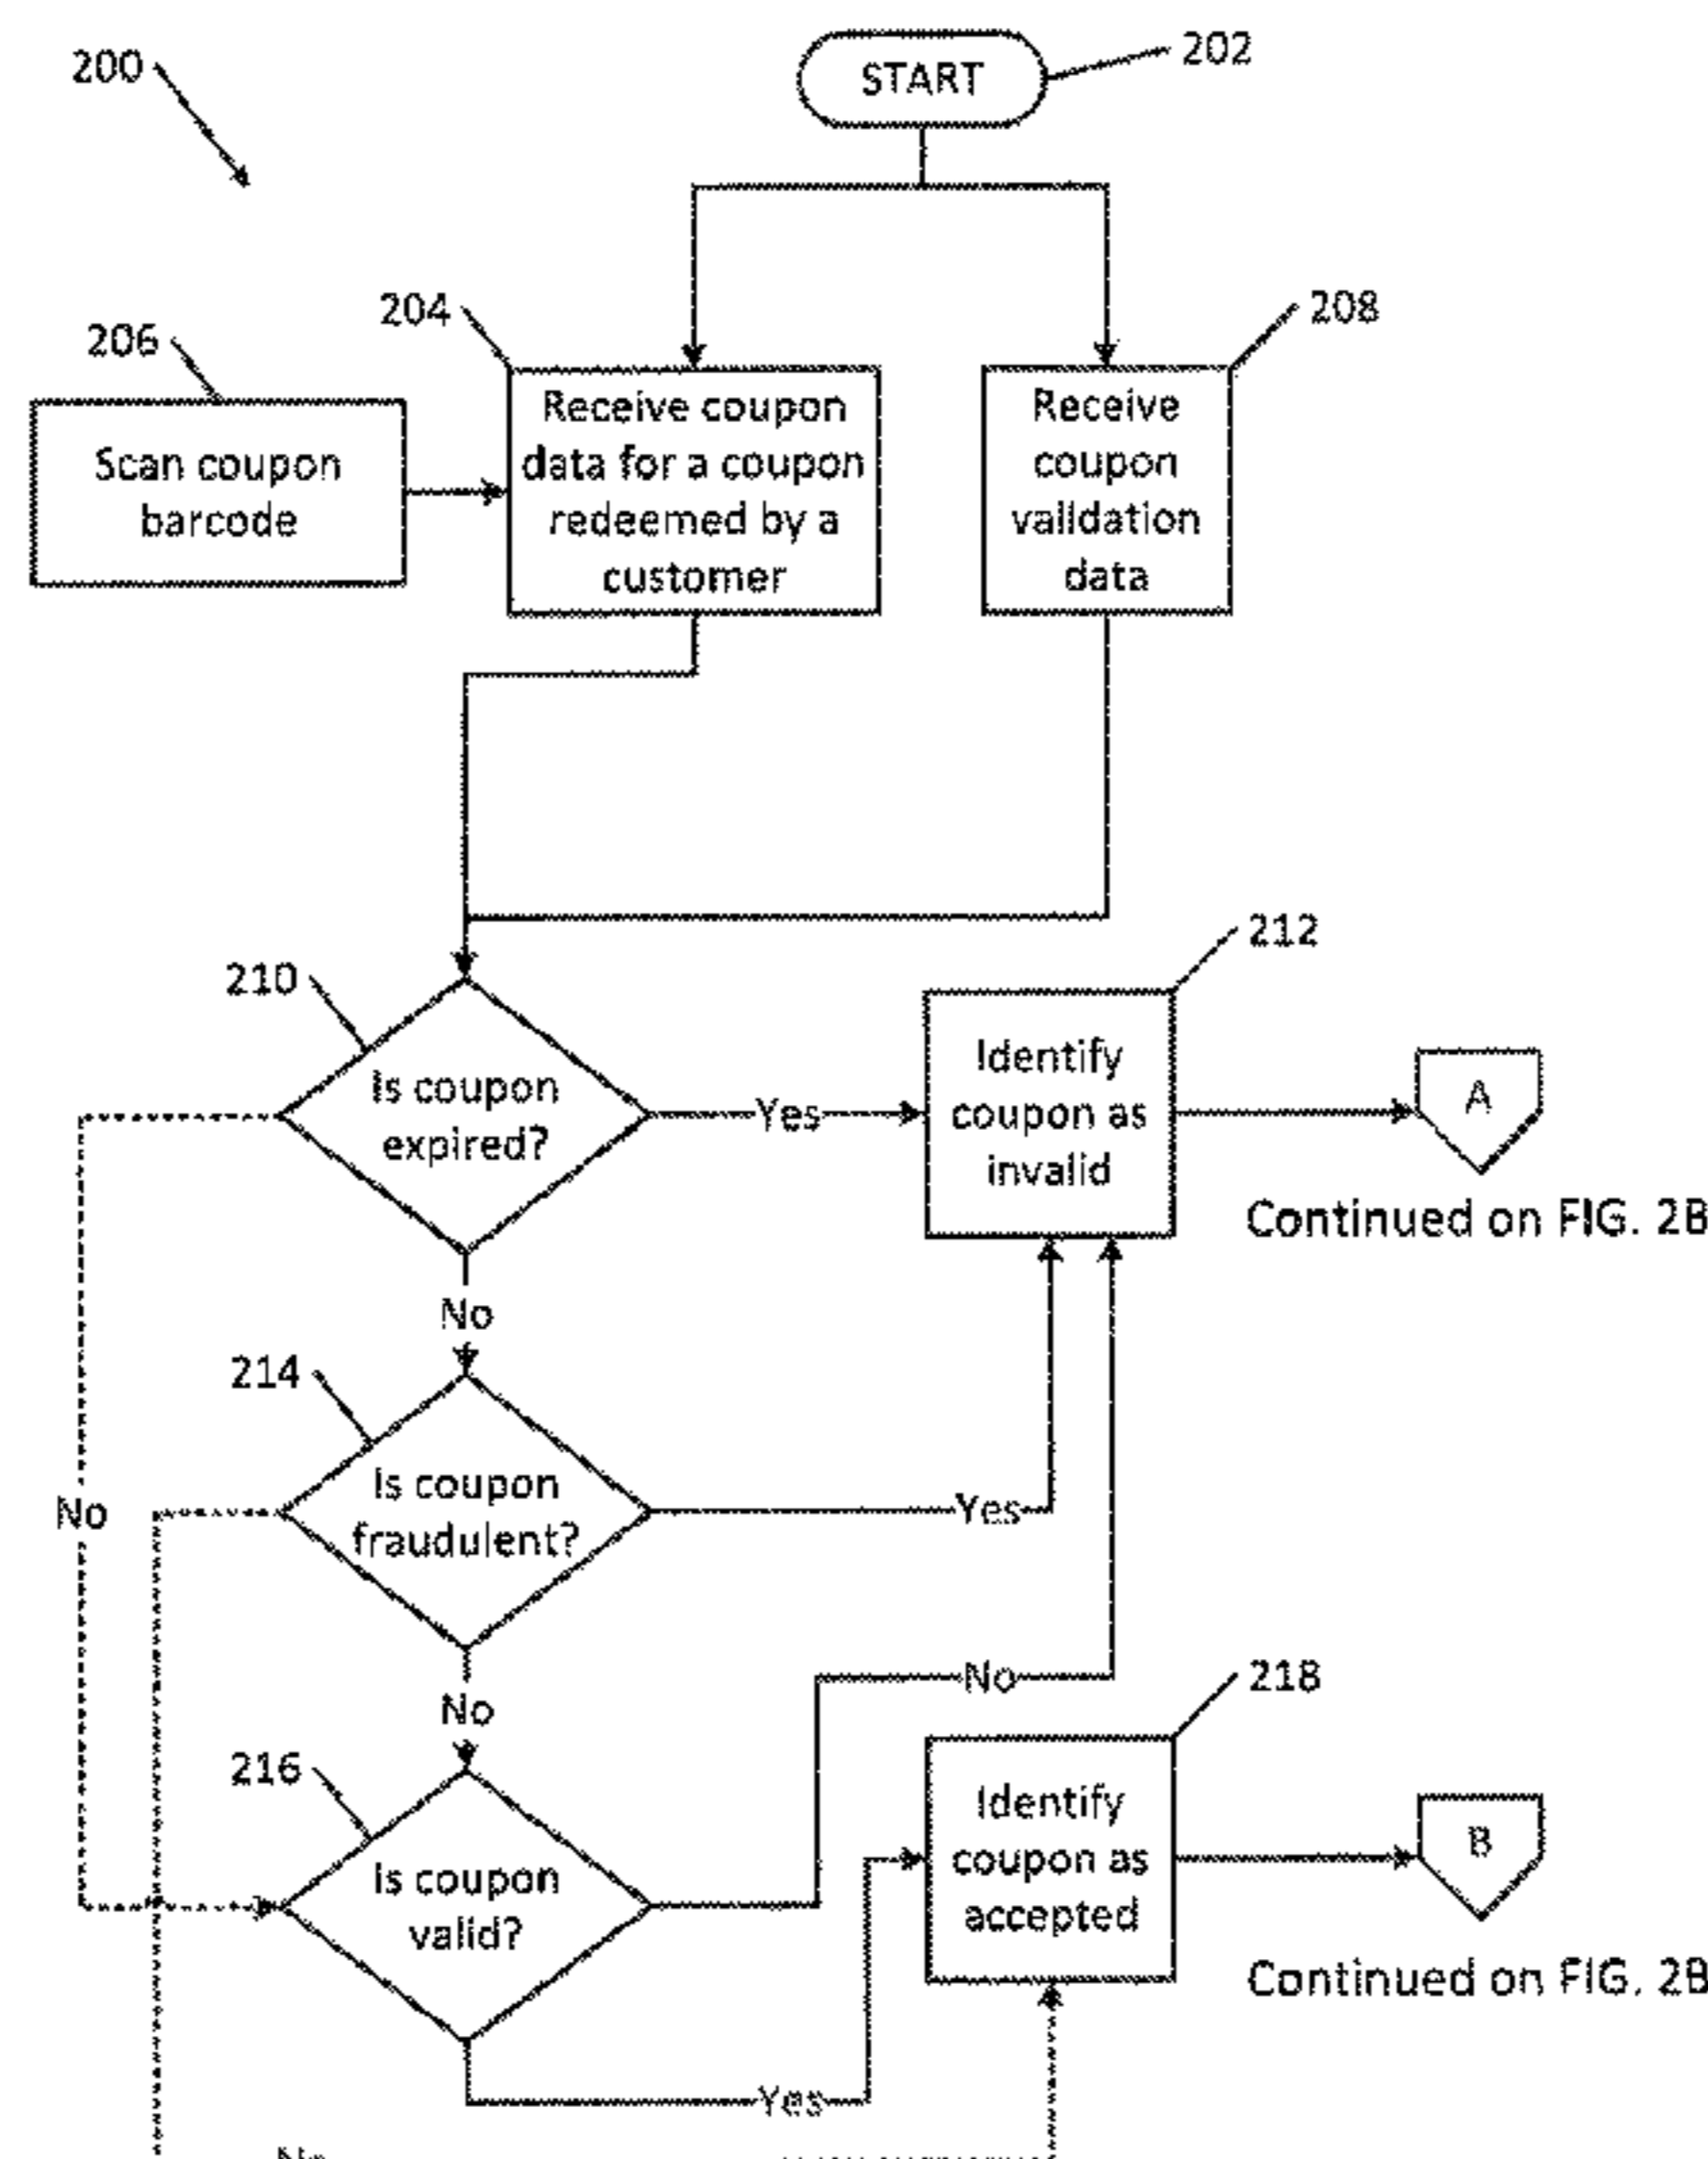 200
START
202
204
208
206
Receive coupon
data for a coupon
redeemed by a
customer
Receive
coupon
validation
data
Scan coupon
barcode
212
210
Is coupon
expired?
Yes
Identify
coupon as
invalid
A
Continued on FIG. 2B
No
214
Is coupon
fraudulent?
Yes
No
No
No
218
216
Is coupon
valid?
Identify
coupon as
accepted
B
Continued on FIG. 2B
Yes